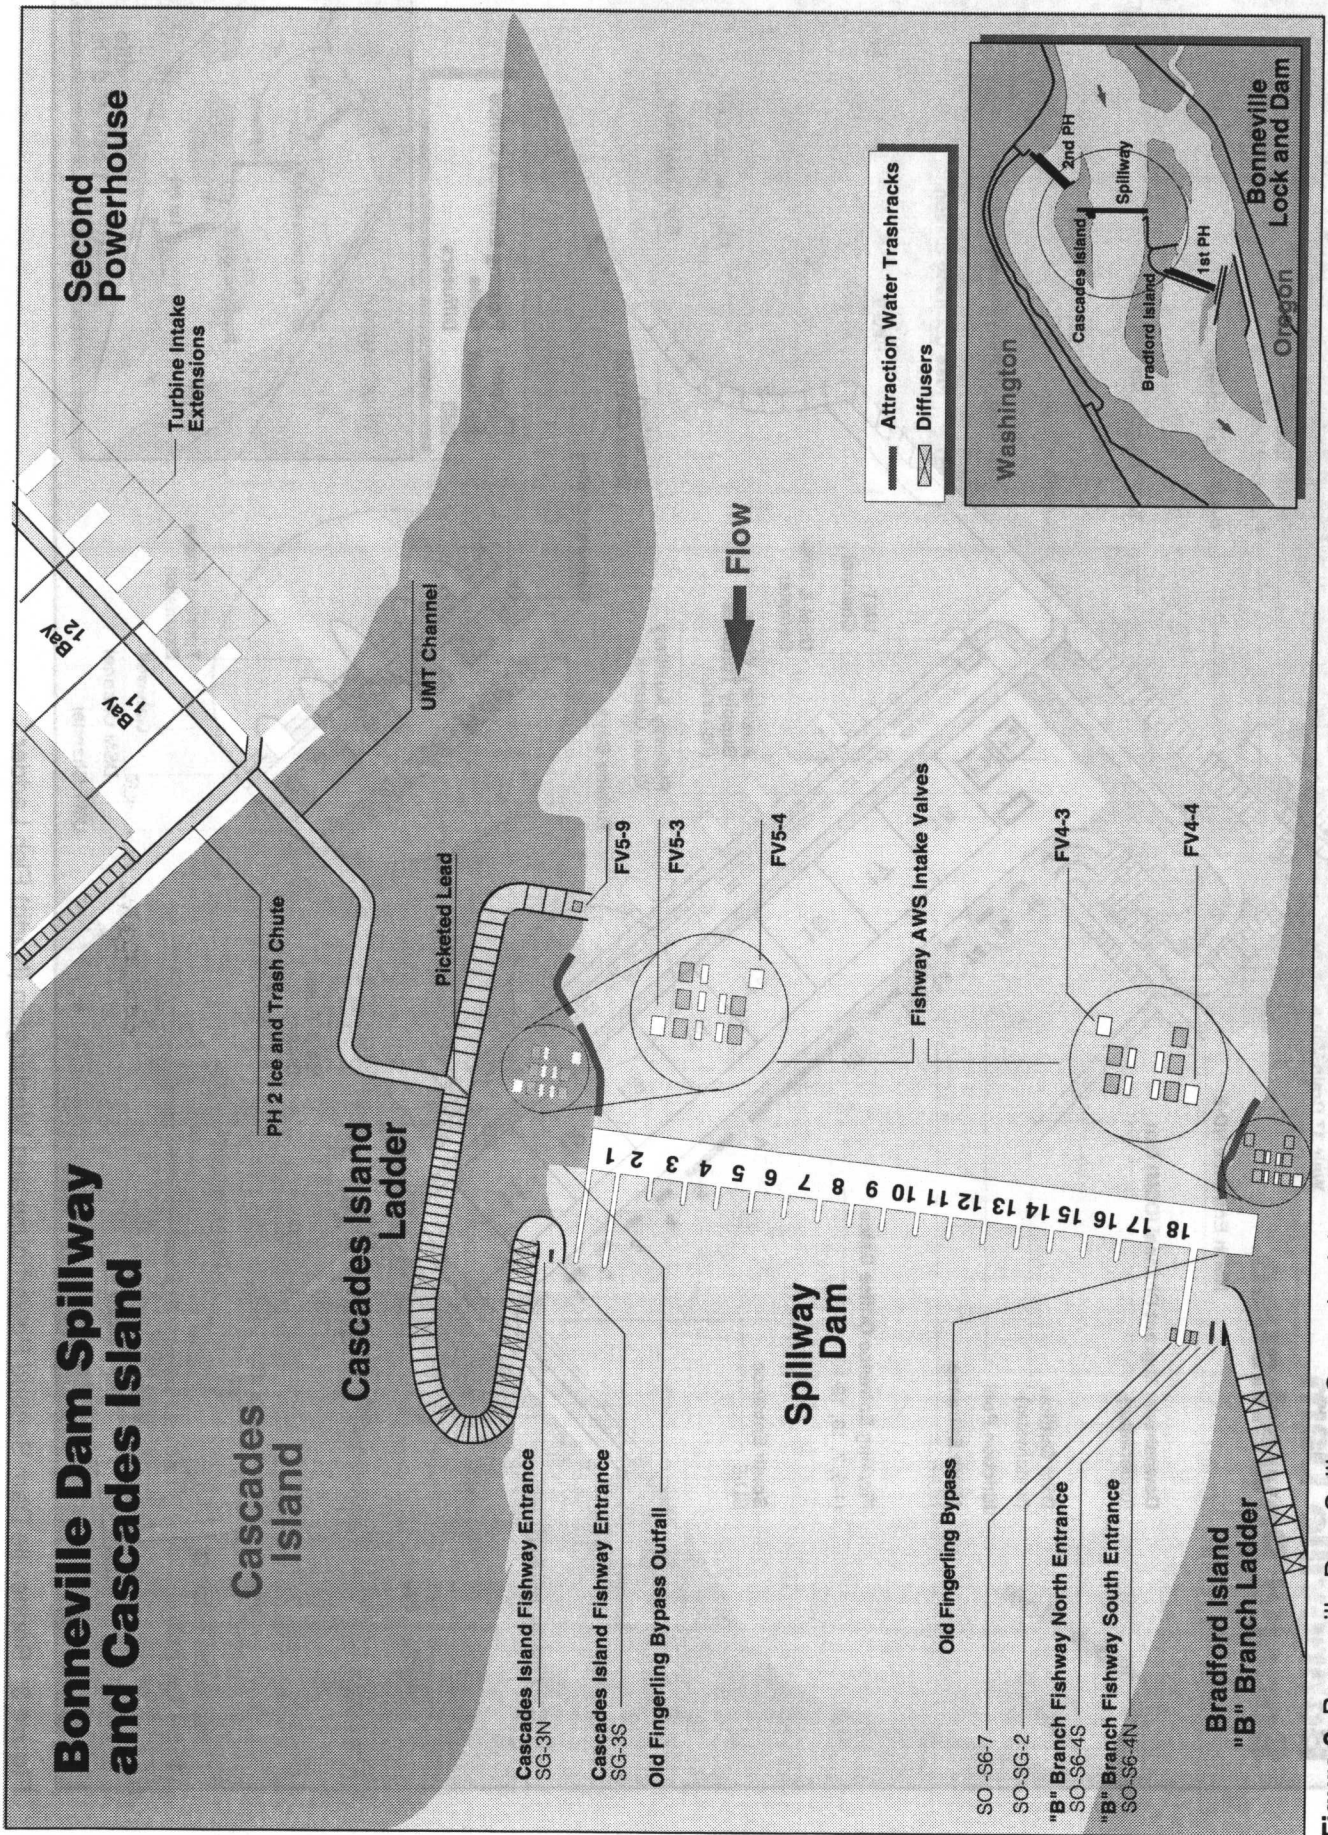 Bonneville Dam Spillway
and Cascades Island
Second
Powerhouse
Turbine Intake
Extensions
Bay
12
Bay
11
UMT Channel
PH 2 Ice and Trash Chute
Picketed Lead
Cascades
Island
Cascades Island
Ladder
FV5-9
FV5-3
FV5-4
Flow
Fishway AWS Intake Valves
FV4-3
FV4-4
Cascades Island Fishway Entrance
SG-3N
Cascades Island Fishway Entrance
SG-3S
Old Fingerling Bypass Outfall
1
2
3
4
5
6
7
8
9
10
11
12
13
14
15
16
17
18
Spillway
Dam
Old Fingerling Bypass
SO -S6-7
SO-SG-2
"B" Branch Fishway North Entrance
SO-S6-4S
"B" Branch Fishway South Entrance
SO-S6-4N
Bradford Island
"B" Branch Ladder
Attraction Water Trashracks
Diffusers
Washington
2nd PH
Cascades Island
Spillway
Bradford Island
1st PH
Oregon
Bonneville
Lock and Dam